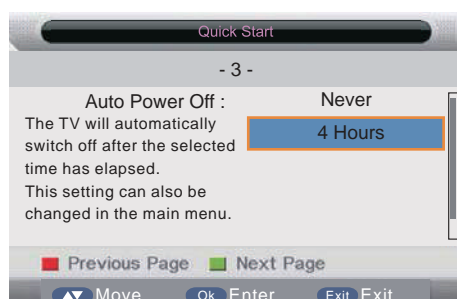 Quick Start
- 3 -
Auto Power Off :
Never
The TV will automatically
switch off after the selected
time has elapsed.
This setting can also be
changed in the main menu.
4 Hours
Previous Page Next Page
Move Ok Enter Exit Exit